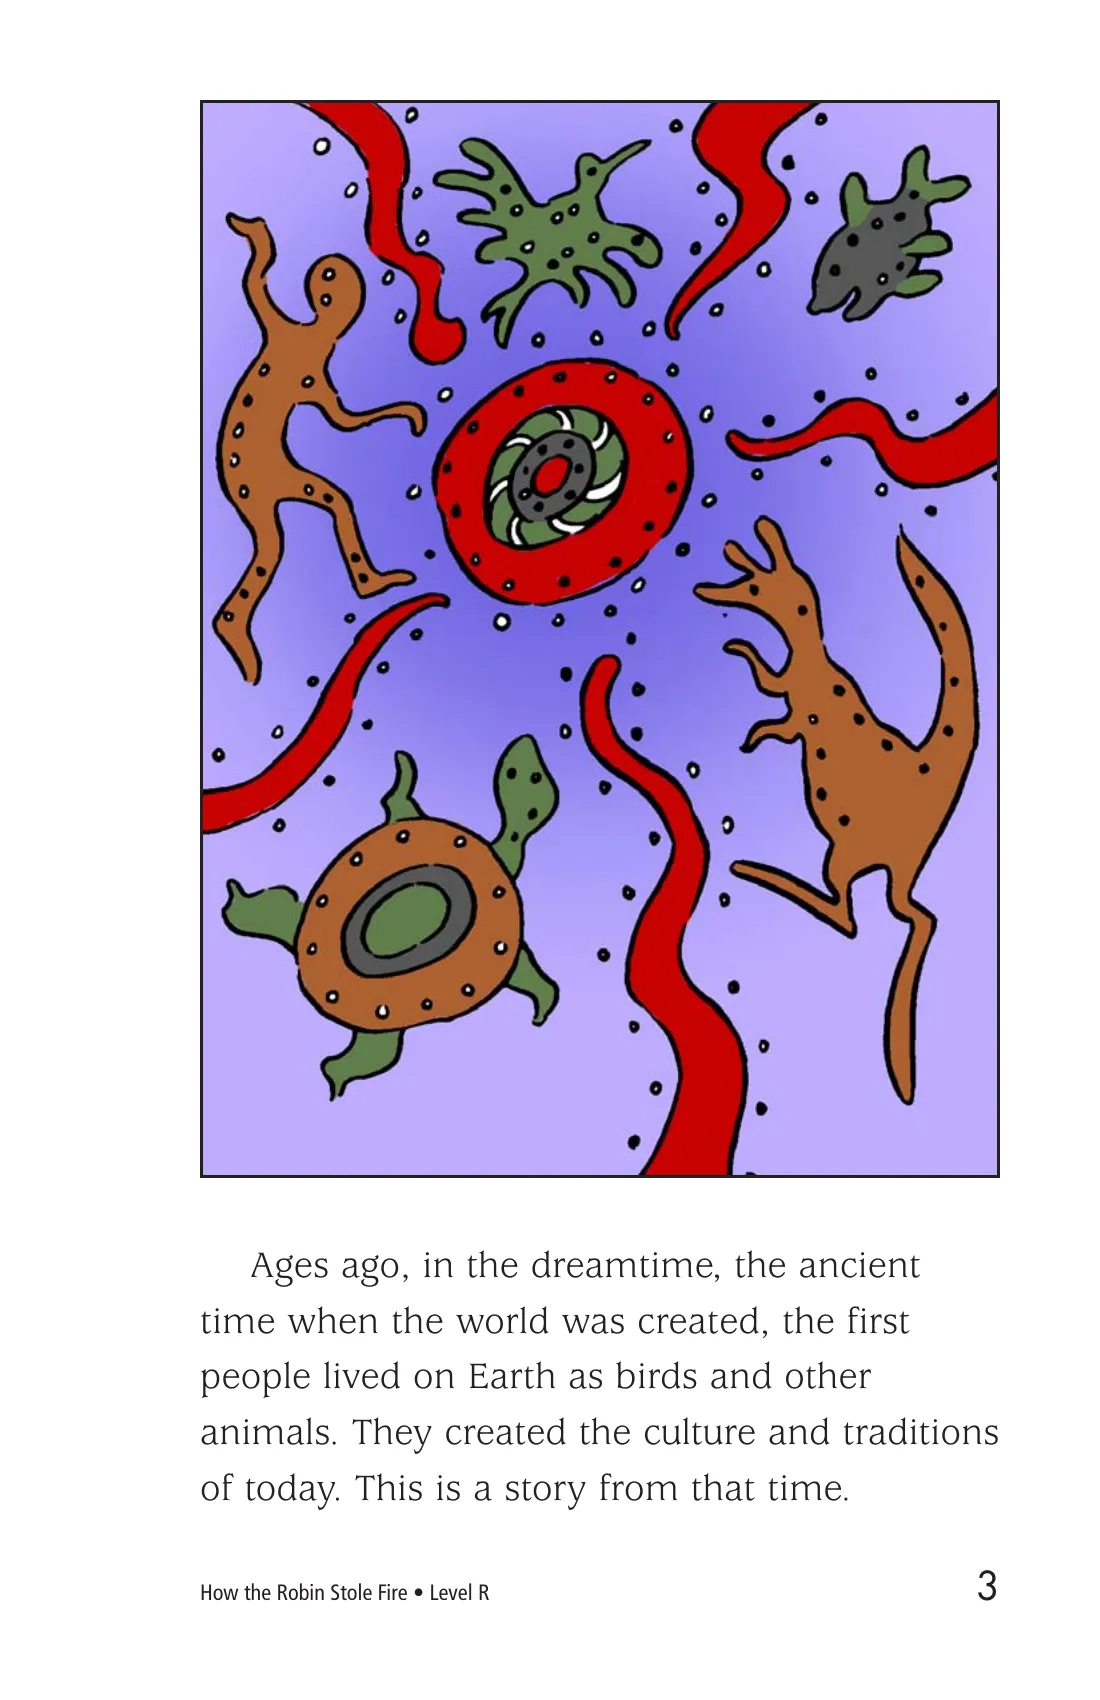 Ages ago, in the dreamtime, the ancient
time when the world was created, the first
people lived on Earth as birds and other
animals. They created the culture and traditions
of today. This is a story from that time.
How the Robin Stole Fire • Level R
3